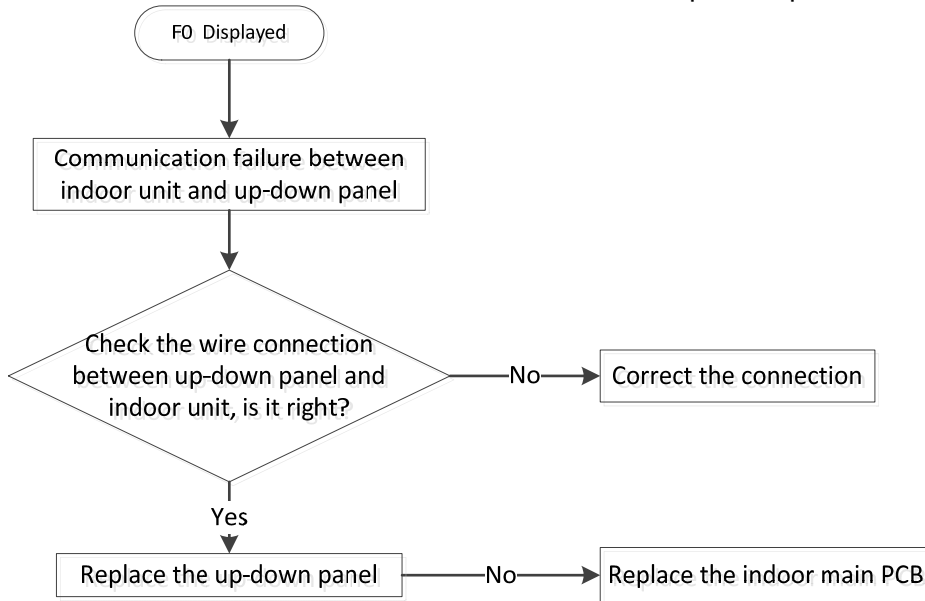 F0 Displayed
Communication failure between
indoor unit and up-down panel
Check the wire connection
between up-down panel and
indoor unit, is it right?
No
Correct the connection
Yes
Replace the up-down panel
No
Replace the indoor main PCB